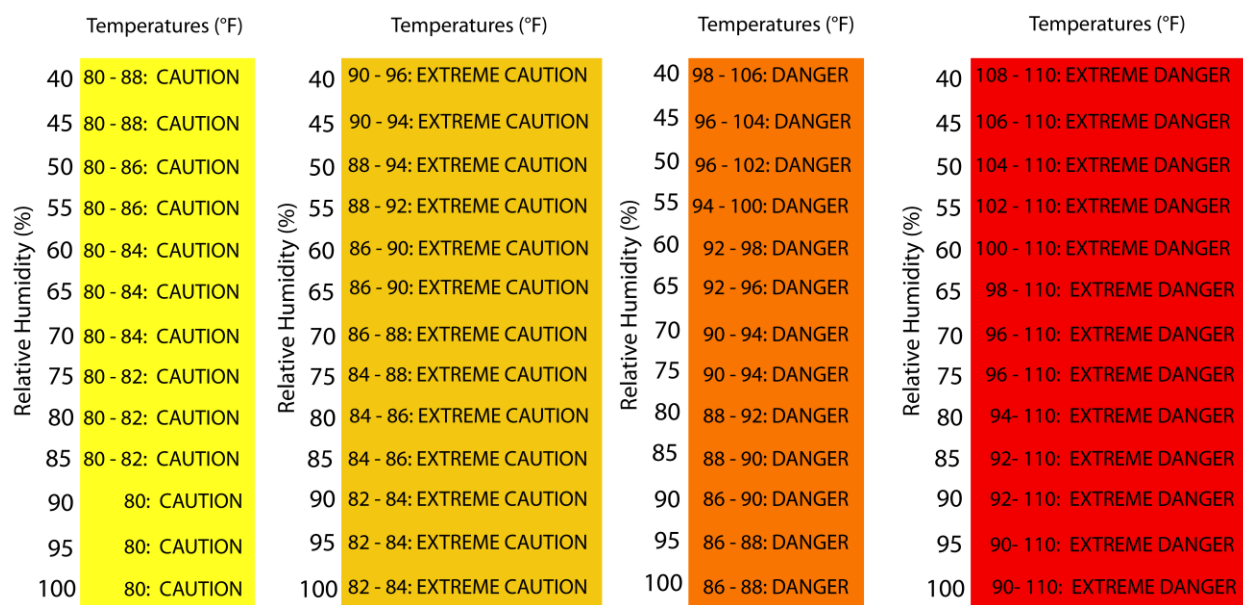 Temperatures (°F)
Relative Humidity (%)
40 80 - 88: CAUTION
45 80 - 88: CAUTION
50 80 - 86: CAUTION
55 80 - 86: CAUTION
60 80 - 84: CAUTION
65 80 - 84: CAUTION
70 80 - 84: CAUTION
75 80 - 82: CAUTION
80 80 - 82: CAUTION
85 80 - 82: CAUTION
90 80: CAUTION
95 80: CAUTION
100 80: CAUTION
Temperatures (°F)
Relative Humidity (%)
40 90 - 96: EXTREME CAUTION
45 90 - 94: EXTREME CAUTION
50 88 - 94: EXTREME CAUTION
55 88 - 92: EXTREME CAUTION
60 86 - 90: EXTREME CAUTION
65 86 - 90: EXTREME CAUTION
70 86 - 88: EXTREME CAUTION
75 84 - 88: EXTREME CAUTION
80 84 - 86: EXTREME CAUTION
85 84 - 86: EXTREME CAUTION
90 82 - 84: EXTREME CAUTION
95 82 - 84: EXTREME CAUTION
100 82 - 84: EXTREME CAUTION
Temperatures (°F)
Relative Humidity (%)
40 98 - 106: DANGER
45 96 - 104: DANGER
50 96 - 102: DANGER
55 94 - 100: DANGER
60 92 - 98: DANGER
65 92 - 96: DANGER
70 90 - 94: DANGER
75 90 - 94: DANGER
80 88 - 92: DANGER
85 88 - 90: DANGER
90 86 - 90: DANGER
95 86 - 88: DANGER
100 86 - 88: DANGER
Temperatures (°F)
Relative Humidity (%)
40 108 - 110: EXTREME DANGER
45 106 - 110: EXTREME DANGER
50 104 - 110: EXTREME DANGER
55 102 - 110: EXTREME DANGER
60 100 - 110: EXTREME DANGER
65 98 - 110: EXTREME DANGER
70 96 - 110: EXTREME DANGER
75 96 - 110: EXTREME DANGER
80 94- 110: EXTREME DANGER
85 92- 110: EXTREME DANGER
90 92- 110: EXTREME DANGER
95 90- 110: EXTREME DANGER
100 90- 110: EXTREME DANGER